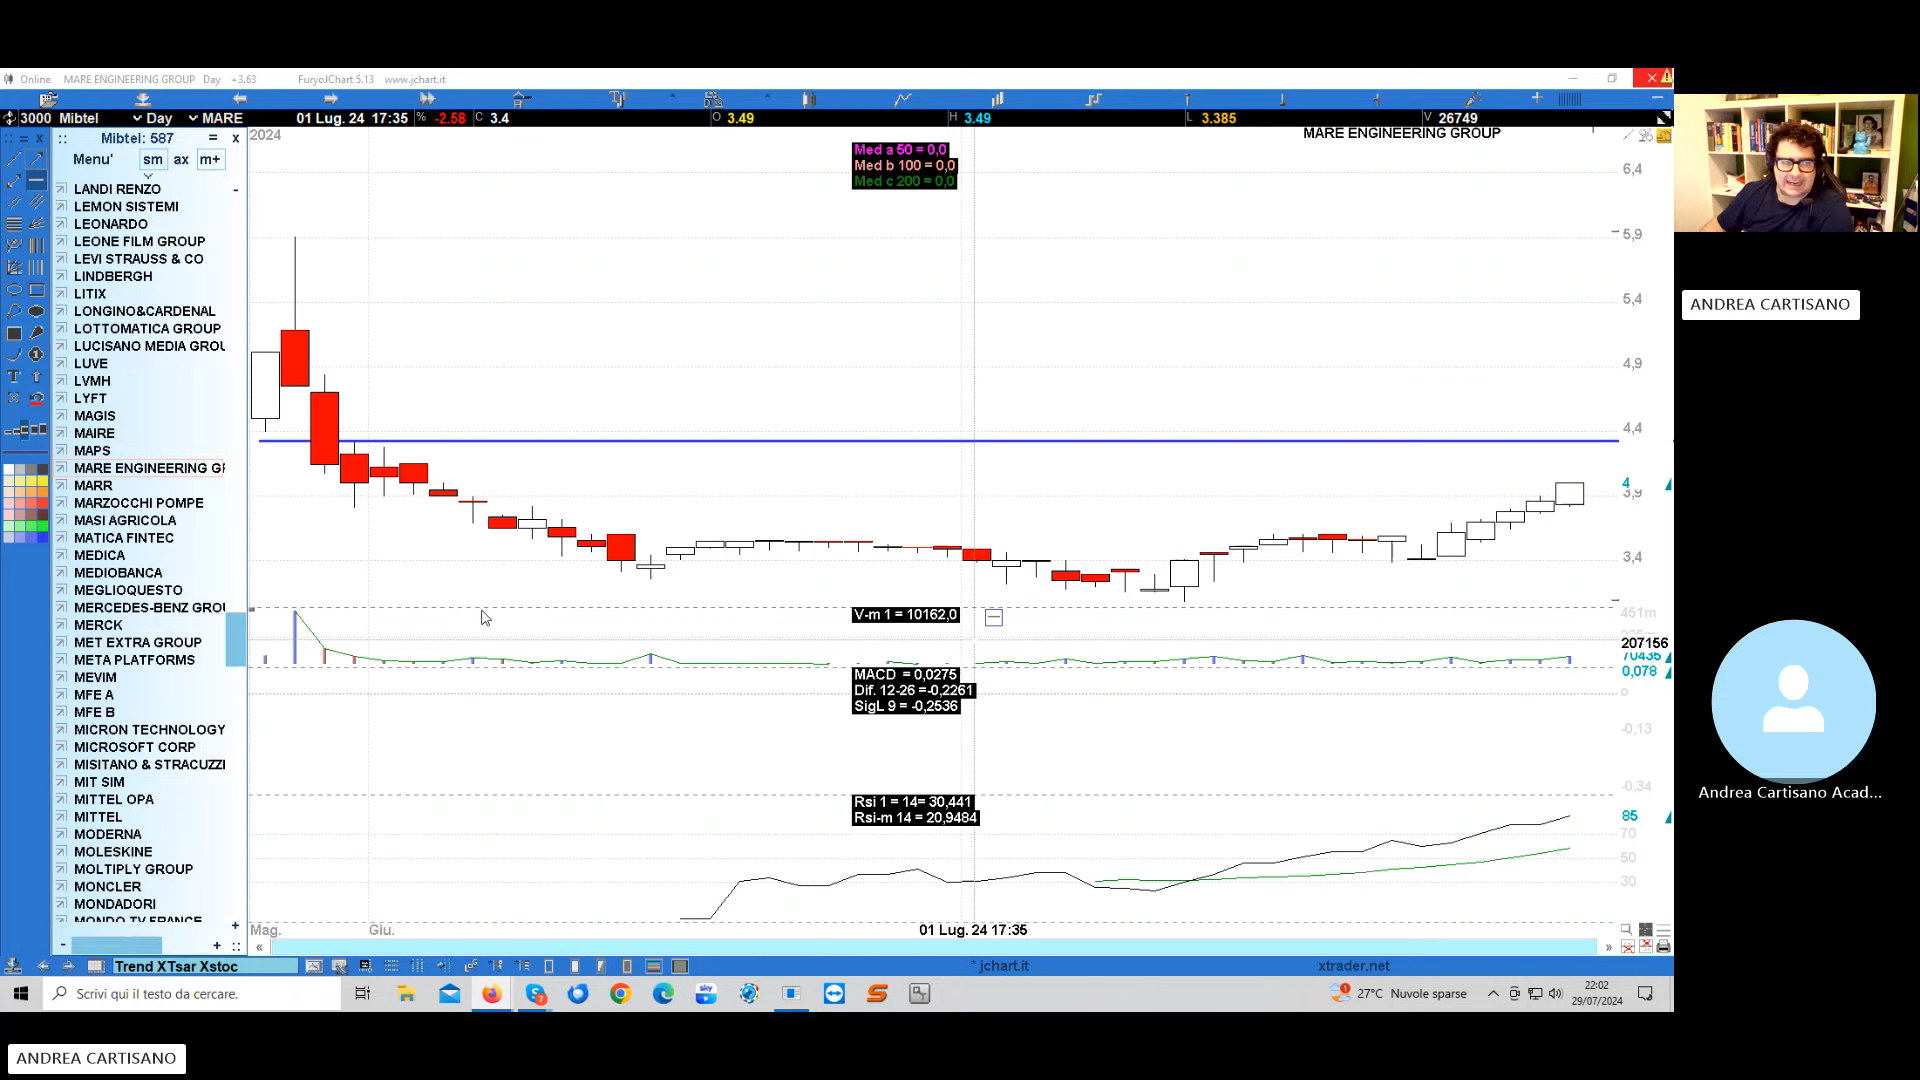 Online MARE ENGINEERING GROUP Day +3.63 FuryoJChart 5.13 www.jchart.it
3000 Mibtel Day MARE 01 Lug. 24 17:35 % -2.58 C 3.4 O 3.49 H 3.49 L 3.385 V 26749
Mibtel: 587 = x
Menu' sm ax m+
LANDI RENZO
LEMON SISTEMI
LEONARDO
LEONE FILM GROUP
LEVI STRAUSS & CO
LINDBERGH
LITIX
LONGINO&CARDENAL
LOTTOMATICA GROUP
LUCISANO MEDIA GROU
LUVE
LVMH
LYFT
MAGIS
MAIRE
MAPS
MARE ENGINEERING GR
MARR
MARZOCCHI POMPE
MASI AGRICOLA
MATICA FINTEC
MEDICA
MEDIOBANCA
MEGLIOQUESTO
MERCEDES-BENZ GROU
MERCK
MET EXTRA GROUP
META PLATFORMS
MEVIM
MFE A
MFE B
MICRON TECHNOLOGY
MICROSOFT CORP
MISITANO & STRACUZZI
MIT SIM
MITTEL OPA
MITTEL
MODERNA
MOLESKINE
MOLTIPLY GROUP
MONCLER
MONDADORI
MONDO TV FRANCE
2024
MARE ENGINEERING GROUP
Med a 50 = 0,0
Med b 100 = 0,0
Med c 200 = 0,0
6,4
5,9
5,4
4,9
4,4
4
3,9
3,4
V-m 1 = 10162,0
451m
207156
70435
MACD = 0,0275
Dif. 12-26 =-0,2261
SigL 9 = -0,2536
0,078
0
-0,13
-0,34
Rsi 1 = 14= 30,441
Rsi-m 14 = 20,9484
85
70
50
30
Mag. Giu. 01 Lug. 24 17:35
Trend XTsar Xstoc
jchart.it xtrader.net
Scrivi qui il testo da cercare.
sky
27°C Nuvole sparse
22:02
29/07/2024
ANDREA CARTISANO
Andrea Cartisano Acad...
ANDREA CARTISANO